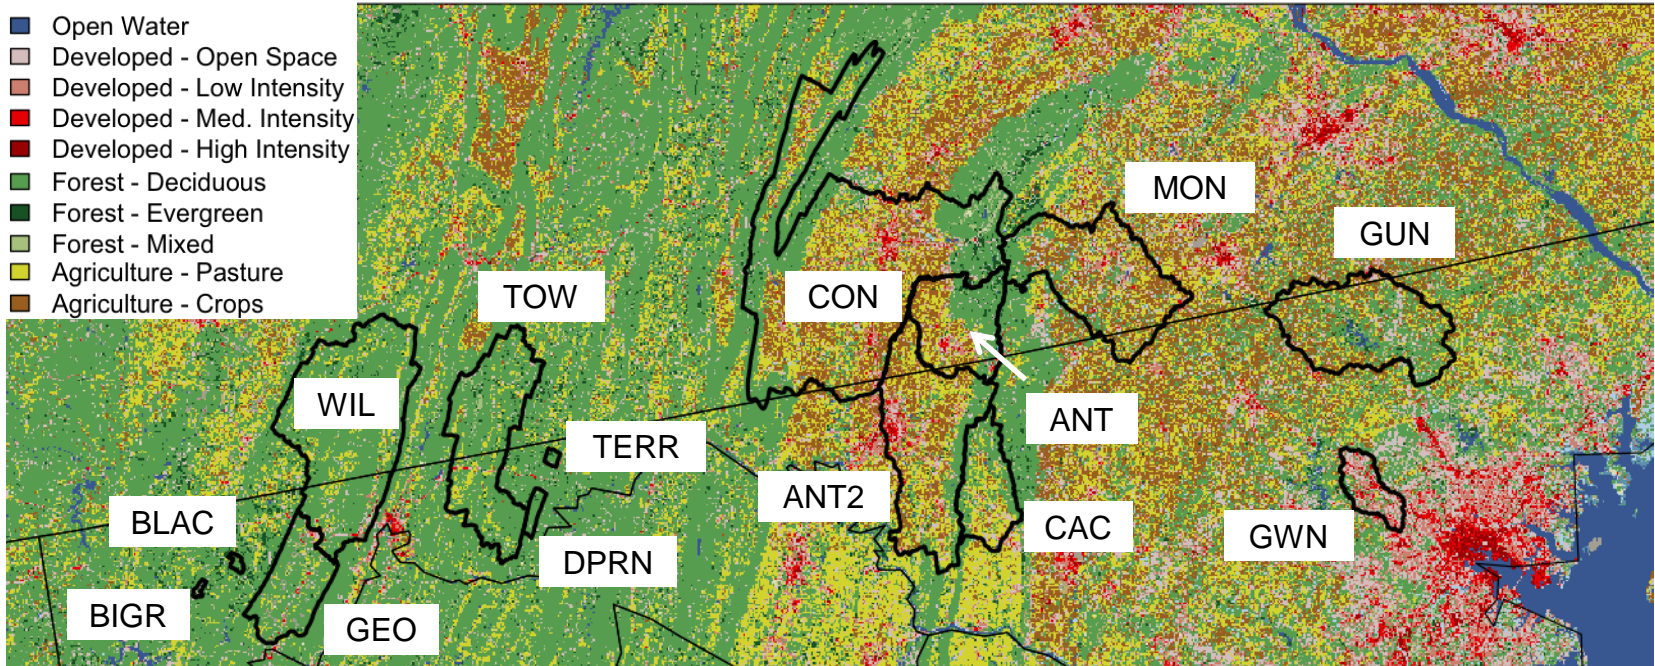 Open Water
Developed - Open Space
Developed - Low Intensity
Developed - Med. Intensity
Developed - High Intensity
Forest - Deciduous
Forest - Evergreen
Forest - Mixed
Agriculture - Pasture
Agriculture - Crops
MON
GUN
TOW
CON
WIL
ANT
TERR
ANT2
BLAC
CAC
GWN
DPRN
BIGR
GEO